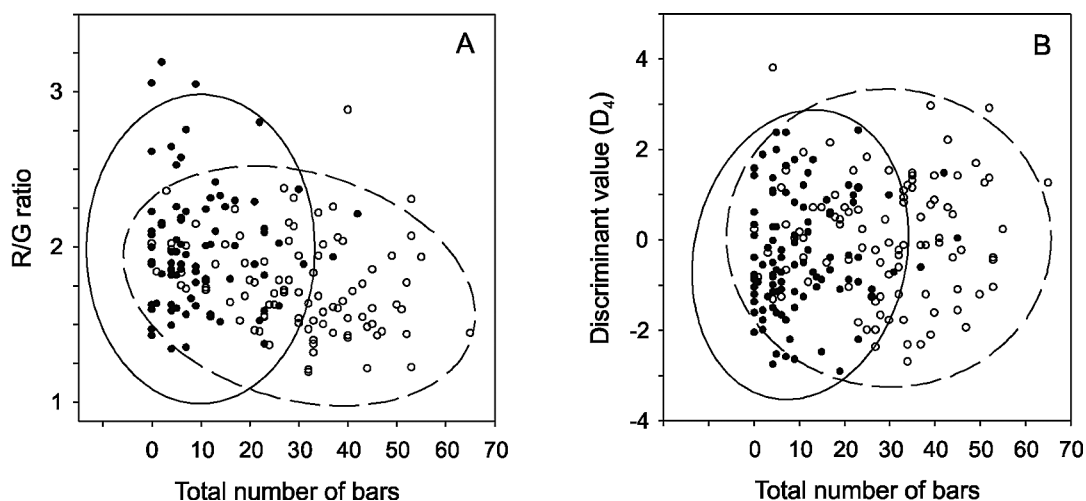 A
3
2
1
R/G ratio
0 10 20 30 40 50 60 70
Total number of bars
B
4
2
0
-2
-4
Discriminant value (D4)
0 10 20 30 40 50 60 70
Total number of bars